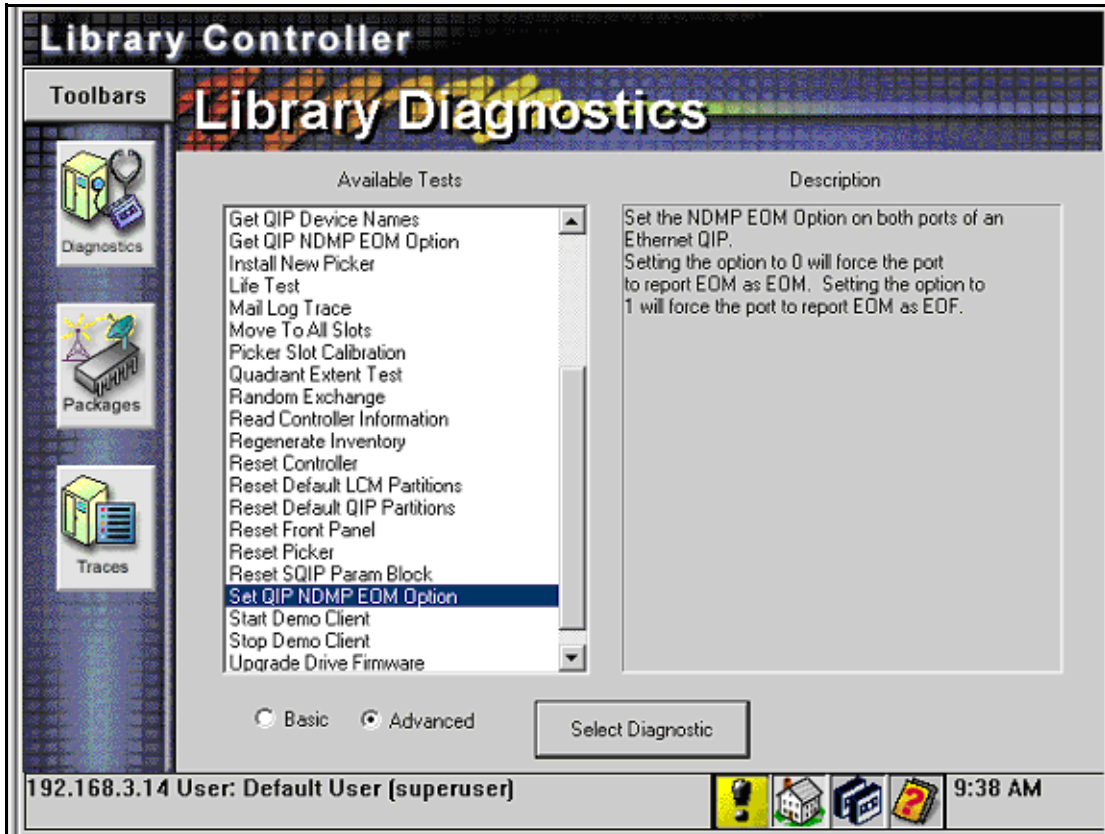 Library Controller
Toolbars
Library Diagnostics
Diagnostics
Packages
Traces
Available Tests
Get QIP Device Names
Get QIP NDMP EOM Option
Install New Picker
Life Test
Mail Log Trace
Move To All Slots
Picker Slot Calibration
Quadrant Extent Test
Random Exchange
Read Controller Information
Regenerate Inventory
Reset Controller
Reset Default LCM Partitions
Reset Default QIP Partitions
Reset Front Panel
Reset Picker
Reset SQIP Param Block
Set QIP NDMP EOM Option
Start Demo Client
Stop Demo Client
Upgrade Drive Firmware
Description
Set the NDMP EOM Option on both ports of an
Ethernet QIP.
Setting the option to 0 will force the port
to report EOM as EOM. Setting the option to
1 will force the port to report EOM as EOF.
Basic
Advanced
Select Diagnostic
192.168.3.14 User: Default User (superuser)
9:38 AM